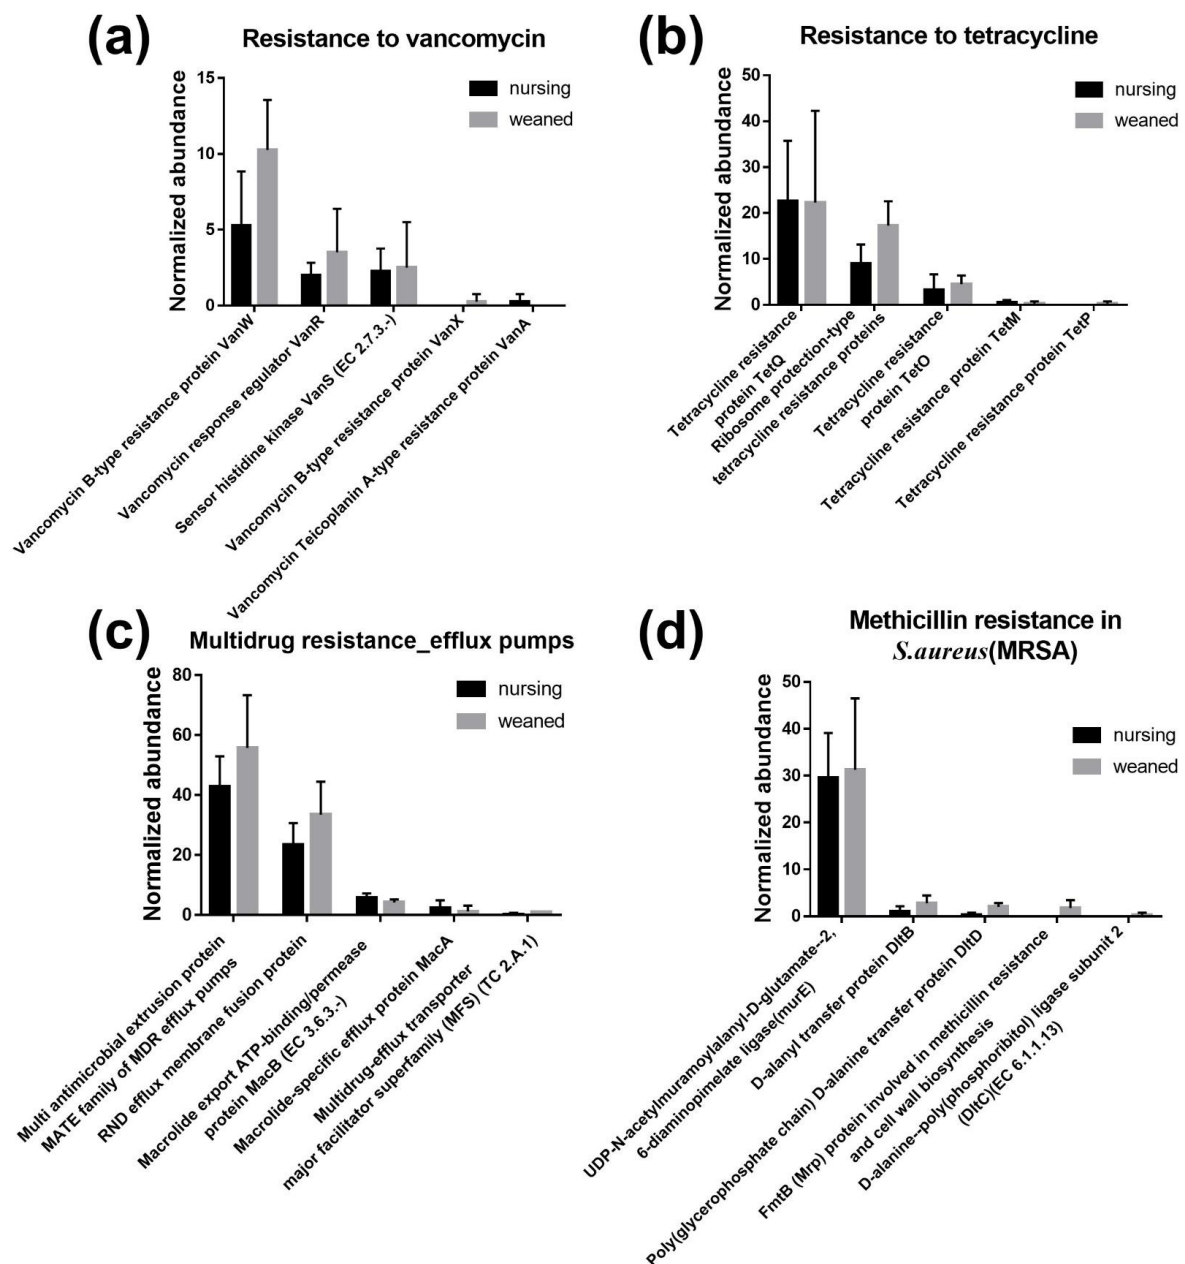 (a)
Resistance to vancomycin
Normalized abundance
15
10
5
0
nursing
weaned
Vancomycin B-type resistance protein VanW
Vancomycin response regulator VanR
Sensor histidine kinase VanS (EC 2.7.3.-)
Vancomycin B-type resistance protein VanX
Vancomycin Teicoplanin A-type resistance protein VanA
(b)
Resistance to tetracycline
Normalized abundance
50
40
30
20
10
0
nursing
weaned
Tetracycline resistance
protein TetQ
Ribosome protection-type
tetracycline resistance proteins
Tetracycline resistance
protein TetO
Tetracycline resistance protein TetM
Tetracycline resistance protein TetP
(c)
Multidrug resistance_efflux pumps
Normalized abundance
80
60
40
20
0
nursing
weaned
Multi antimicrobial extrusion protein
MATE family of MDR efflux pumps
RND efflux membrane fusion protein
Macrolide export ATP-binding/permease
protein MacB (EC 3.6.3.-)
Macrolide-specific efflux protein MacA
Multidrug-efflux transporter
major facilitator superfamily (MFS) (TC 2.A.1)
(d)
Methicillin resistance in
S.aureus(MRSA)
Normalized abundance
50
40
30
20
10
0
nursing
weaned
UDP-N-acetylmuramoylalanyl-D-glutamate--2,
6-diaminopimelate ligase(murE)
D-alanyl transfer protein DltB
Poly(glycerophosphate chain) D-alanine transfer protein DltD
FmtB (Mrp) protein involved in methicillin resistance
and cell wall biosynthesis
D-alanine--poly(phosphoribitol) ligase subunit 2
(DltC)(EC 6.1.1.13)